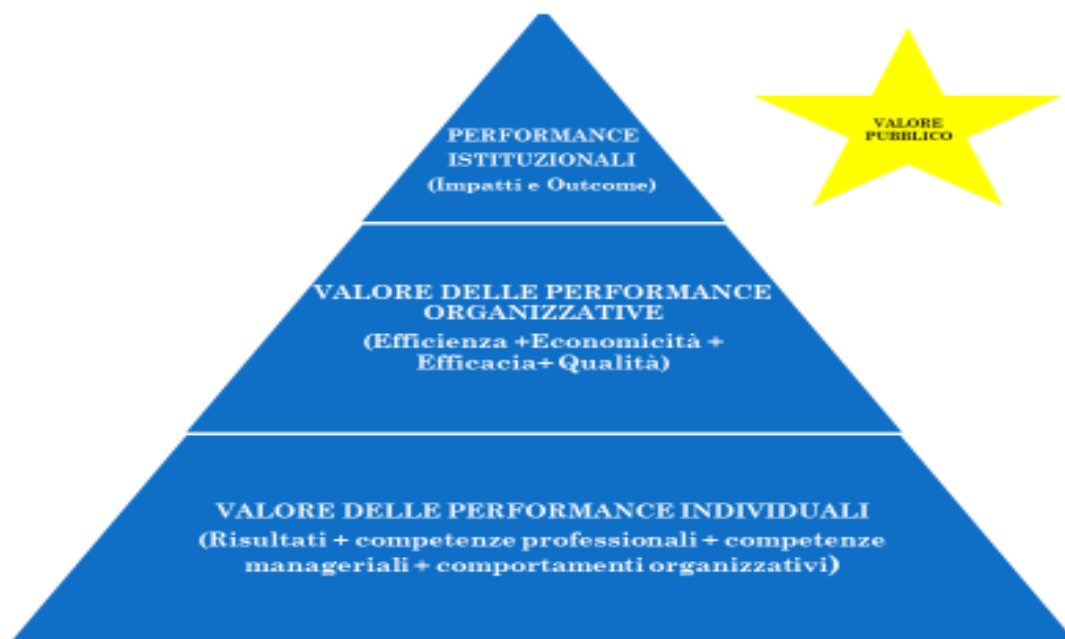 PERFORMANCE
ISTITUZIONALI
(Impatti e Outcome)
VALORE
PUBBLICO
VALORE DELLE PERFORMANCE
ORGANIZZATIVE
(Efficienza +Economicità +
Efficacia+ Qualità)
VALORE DELLE PERFORMANCE INDIVIDUALI
(Risultati + competenze professionali + competenze
manageriali + comportamenti organizzativi)